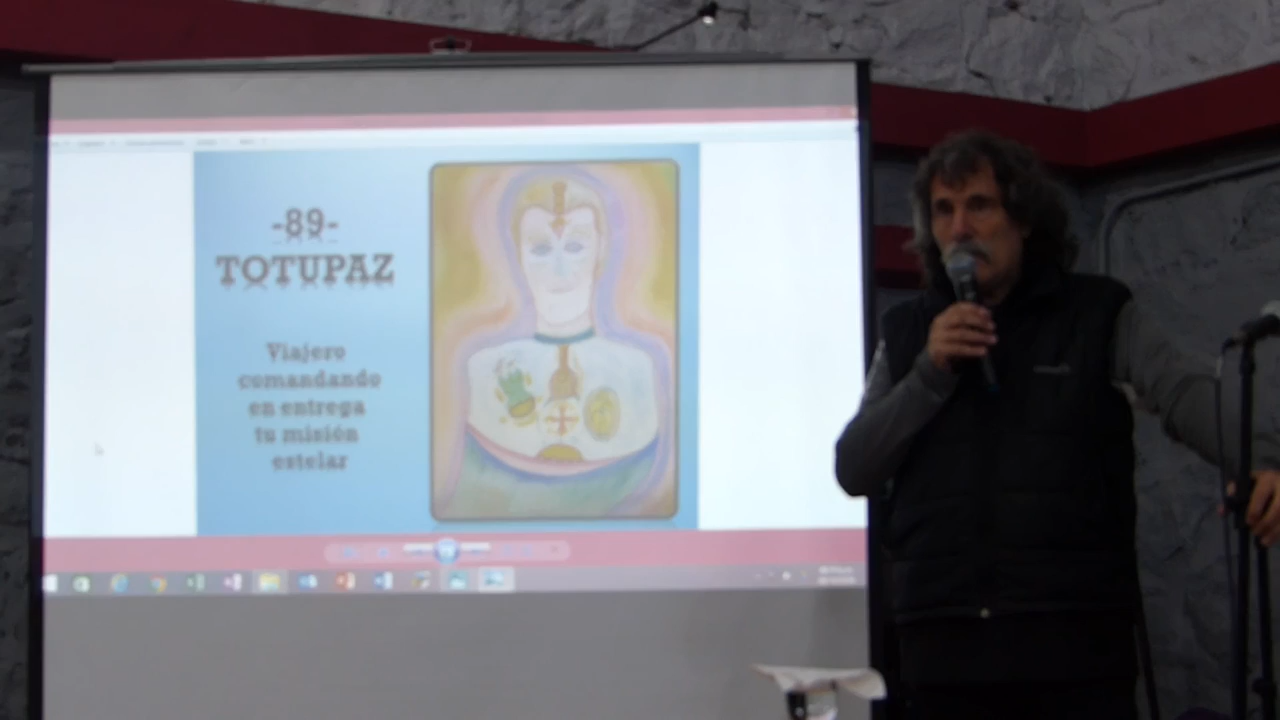 -89-
TOTUPAZ
Viajero
comandando
en entrega
tu misión
estelar